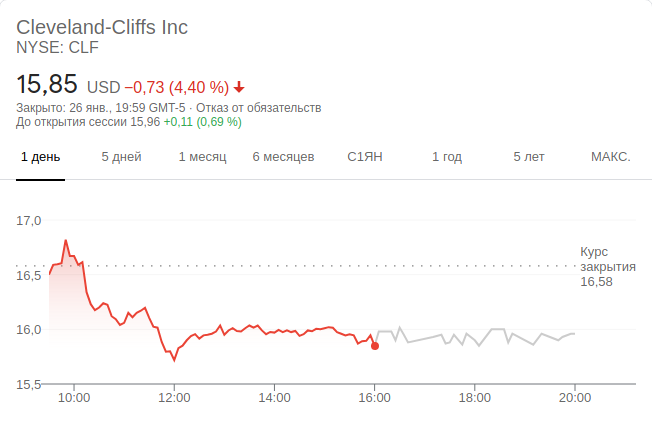 Cleveland-Cliffs Inc
NYSE: CLF
15,85 USD −0,73 (4,40 %)
Закрыто: 26 янв., 19:59 GMT-5 · Отказ от обязательств
До открытия сессии 15,96 +0,11 (0,69 %)
1 день 5 дней 1 месяц 6 месяцев С1ЯН 1 год 5 лет МАКС.
17,0
Курс
закрытия
16,58
16,5
16,0
15,5
10:00 12:00 14:00 16:00 18:00 20:00